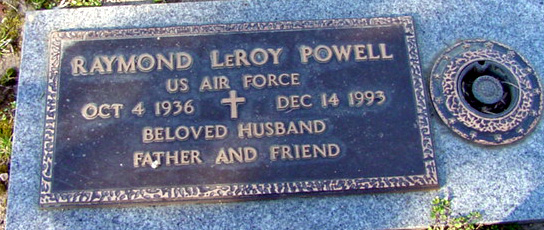 RAYMOND LeROY POWELL
US AIR FORCE
OCT 4 1936 DEC 14 1993
BELOVED HUSBAND
FATHER AND FRIEND